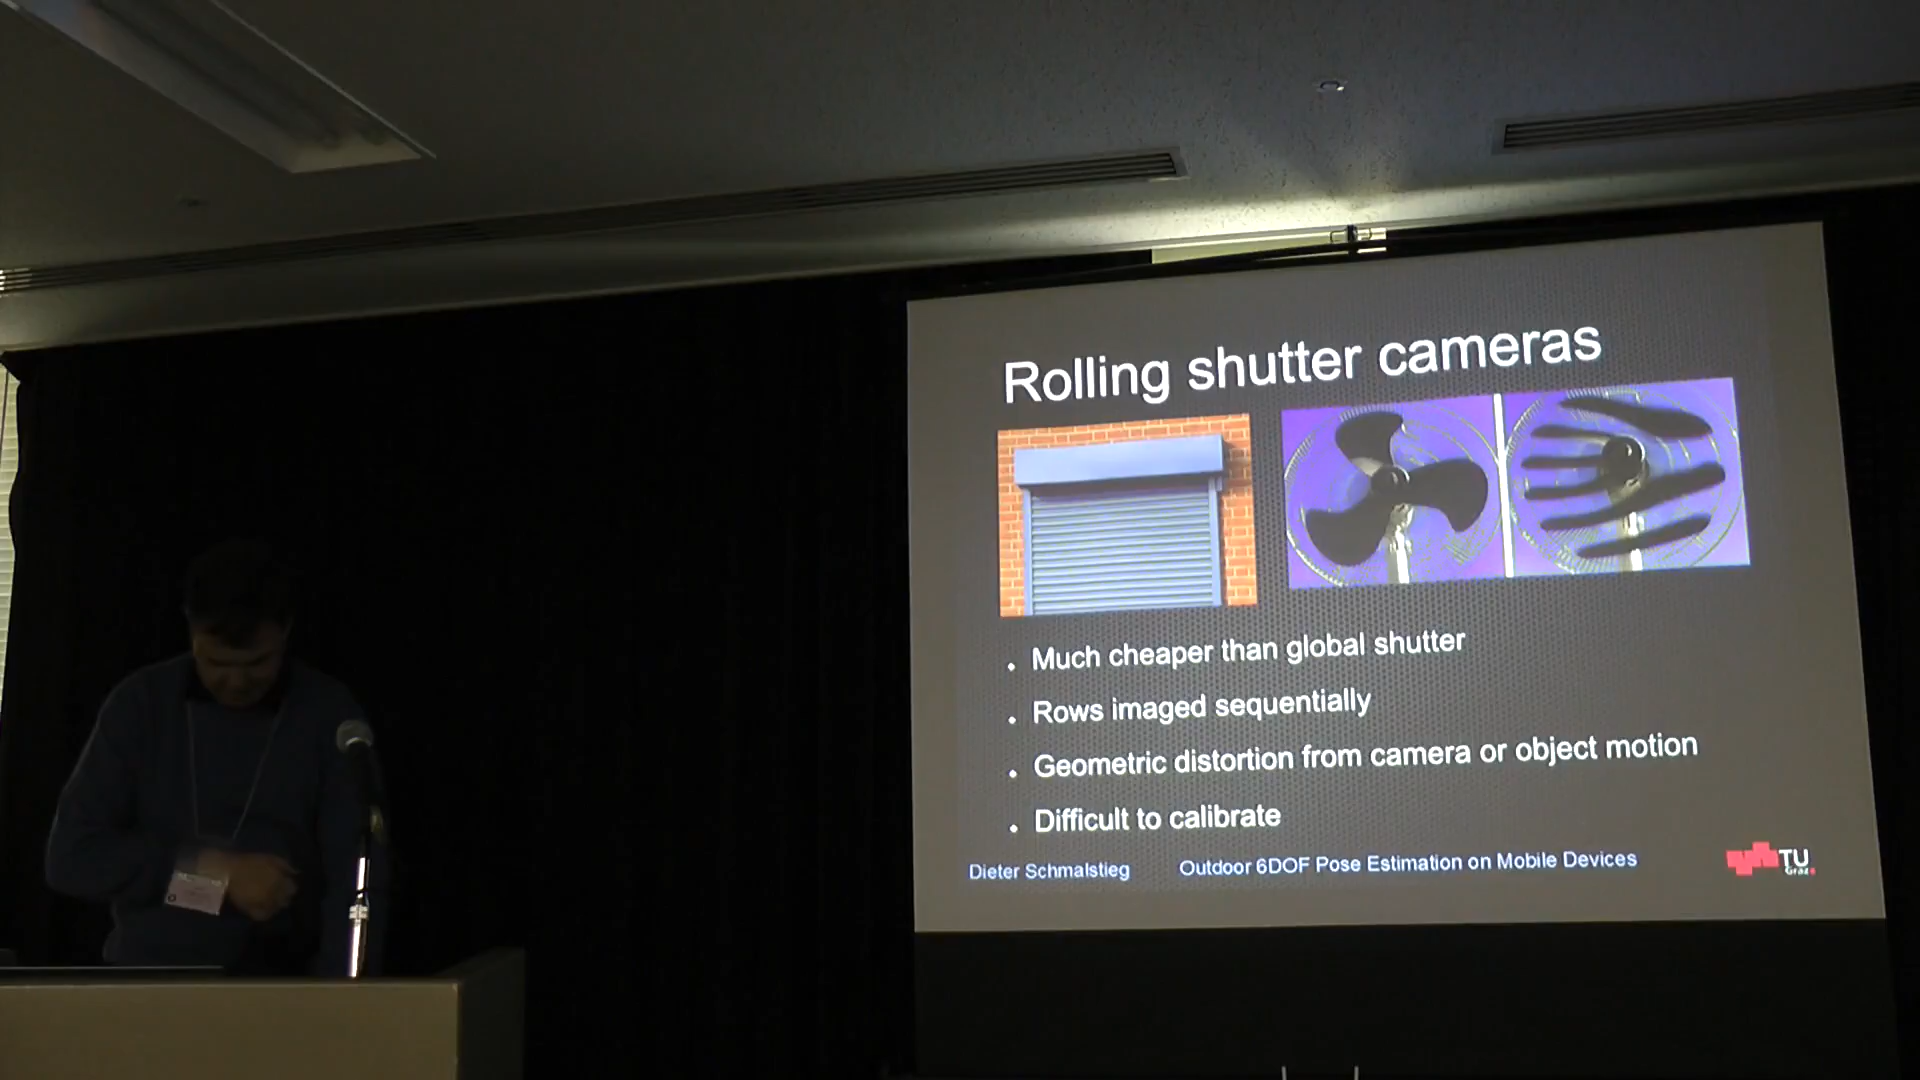 Rolling shutter cameras
• Much cheaper than global shutter
• Rows imaged sequentially
• Geometric distortion from camera or object motion
• Difficult to calibrate
Dieter Schmalstieg Outdoor 6DOF Pose Estimation on Mobile Devices
TU
Graz